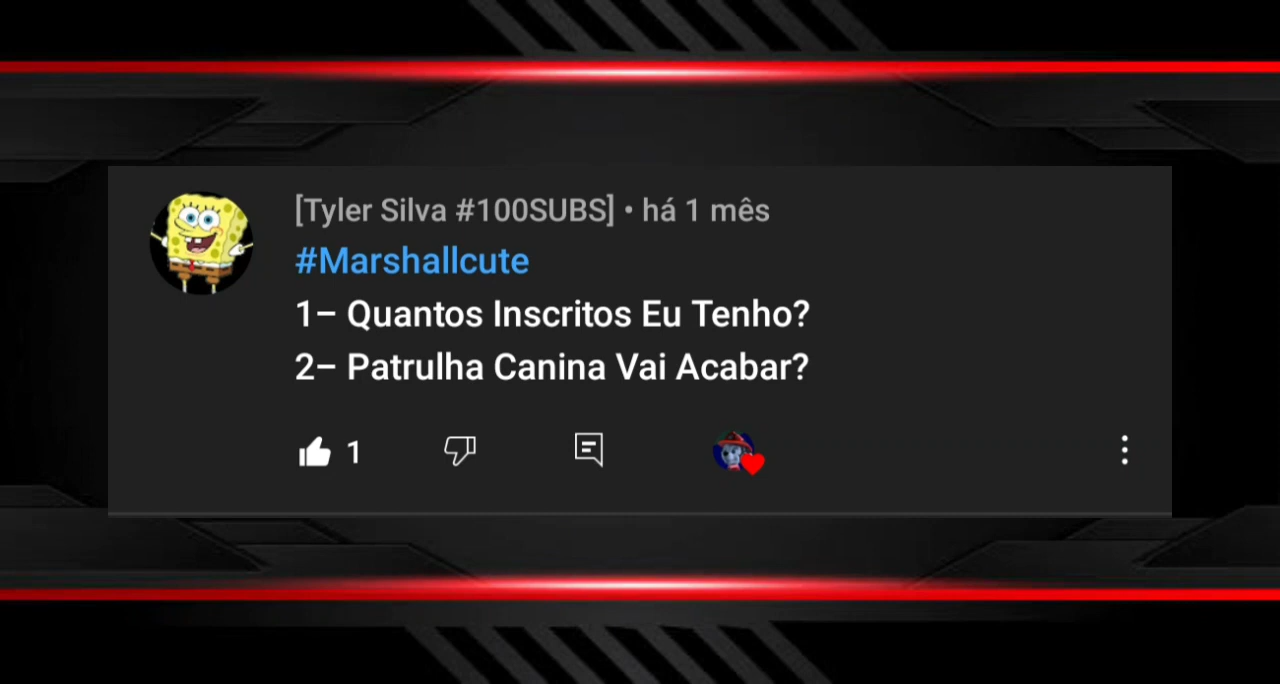 [Tyler Silva #100SUBS] • há 1 mês
#Marshallcute
1– Quantos Inscritos Eu Tenho?
2– Patrulha Canina Vai Acabar?
1